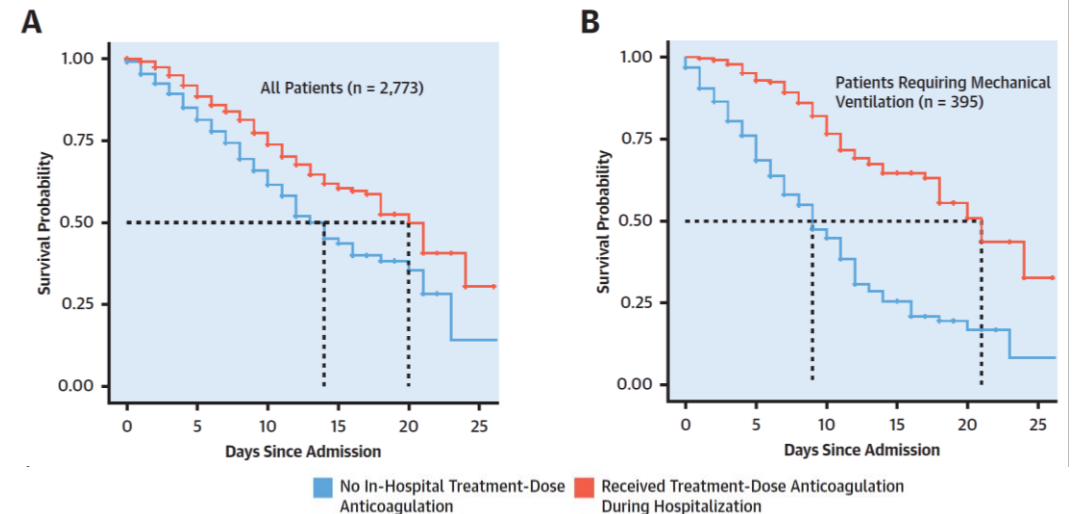 A
1.00
0.75
0.50
0.25
0.00
Survival Probability
All Patients (n = 2,773)
0 5 10 15 20 25
Days Since Admission
B
1.00
0.75
0.50
0.25
0.00
Survival Probability
Patients Requiring Mechanical
Ventilation (n = 395)
0 5 10 15 20 25
Days Since Admission
No In-Hospital Treatment-Dose
Anticoagulation
Received Treatment-Dose Anticoagulation
During Hospitalization